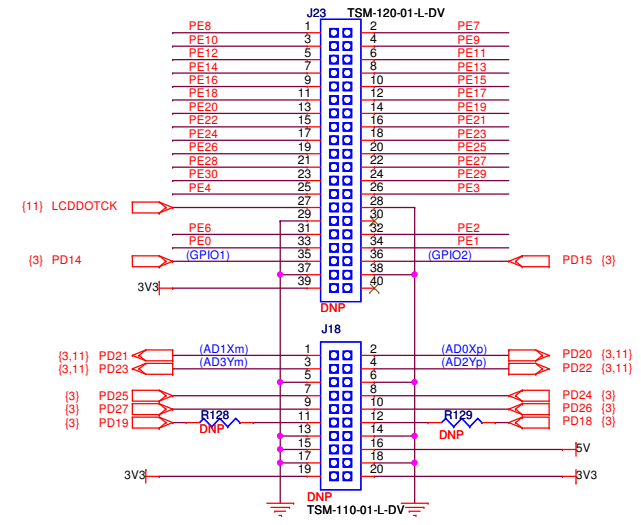 J23 TSM-120-01-L-DV
PE8 1 2 PE7
PE10 3 4 PE9
PE12 5 6 PE11
PE14 7 8 PE13
PE16 9 10 PE15
PE18 11 12 PE17
PE20 13 14 PE19
PE22 15 16 PE21
PE24 17 18 PE23
PE26 19 20 PE25
PE28 21 22 PE27
PE30 23 24 PE29
PE4 25 26 PE3
{11} LCDDOTCK 27 28
29 30
PE6 31 32 PE2
PE0 33 34 PE1
{3} PD14 (GPIO1) 35 36 (GPIO2) PD15 {3}
37 38
3V3 39 40
DNP
J18
{3,11} PD21 (AD1Xm) 1 2 (AD0Xp) PD20 {3,11}
{3,11} PD23 (AD3Ym) 3 4 (AD2Yp) PD22 {3,11}
5 6
{3} PD25 7 8 PD24 {3}
{3} PD27 9 10 PD26 {3}
{3} PD19 R128 DNP 11 12 R129 DNP PD18 {3}
13 14
15 16 5V
17 18
3V3 19 20 3V3
DNP
TSM-110-01-L-DV